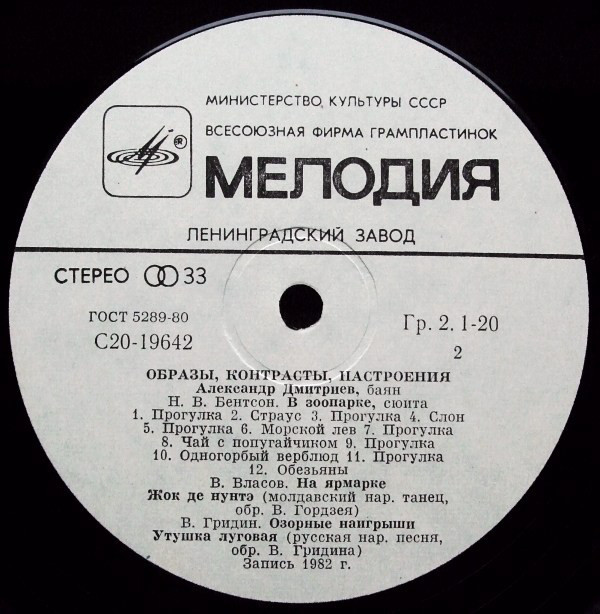 МИНИСТЕРСТВО КУЛЬТУРЫ СССР
ВСЕСОЮЗНАЯ ФИРМА ГРАМПЛАСТИНОК
R
МЕЛОДИЯ
ЛЕНИНГРАДСКИЙ ЗАВОД
СТЕРЕО 33
ГОСТ 5289-80
Гр. 2. 1-20
С20-19642
2
ОБРАЗЫ, КОНТРАСТЫ, НАСТРОЕНИЯ
Александр Дмитриев, баян
Н. В. Бентсон. В зоопарке, сюита
1. Прогулка 2. Страус 3. Прогулка 4. Слон
5. Прогулка 6. Морской лев 7. Прогулка
8. Чай с попугайчиком 9. Прогулка
10. Одногорбый верблюд 11. Прогулка
12. Обезьяны
В. Власов. На ярмарке
Жок де нунтэ (молдавский нар. танец,
обр. В. Гордзея)
В. Гридин. Озорные наигрыши
Утушка луговая (русская нар. песня,
обр. В. Гридина)
Запись 1982 г.